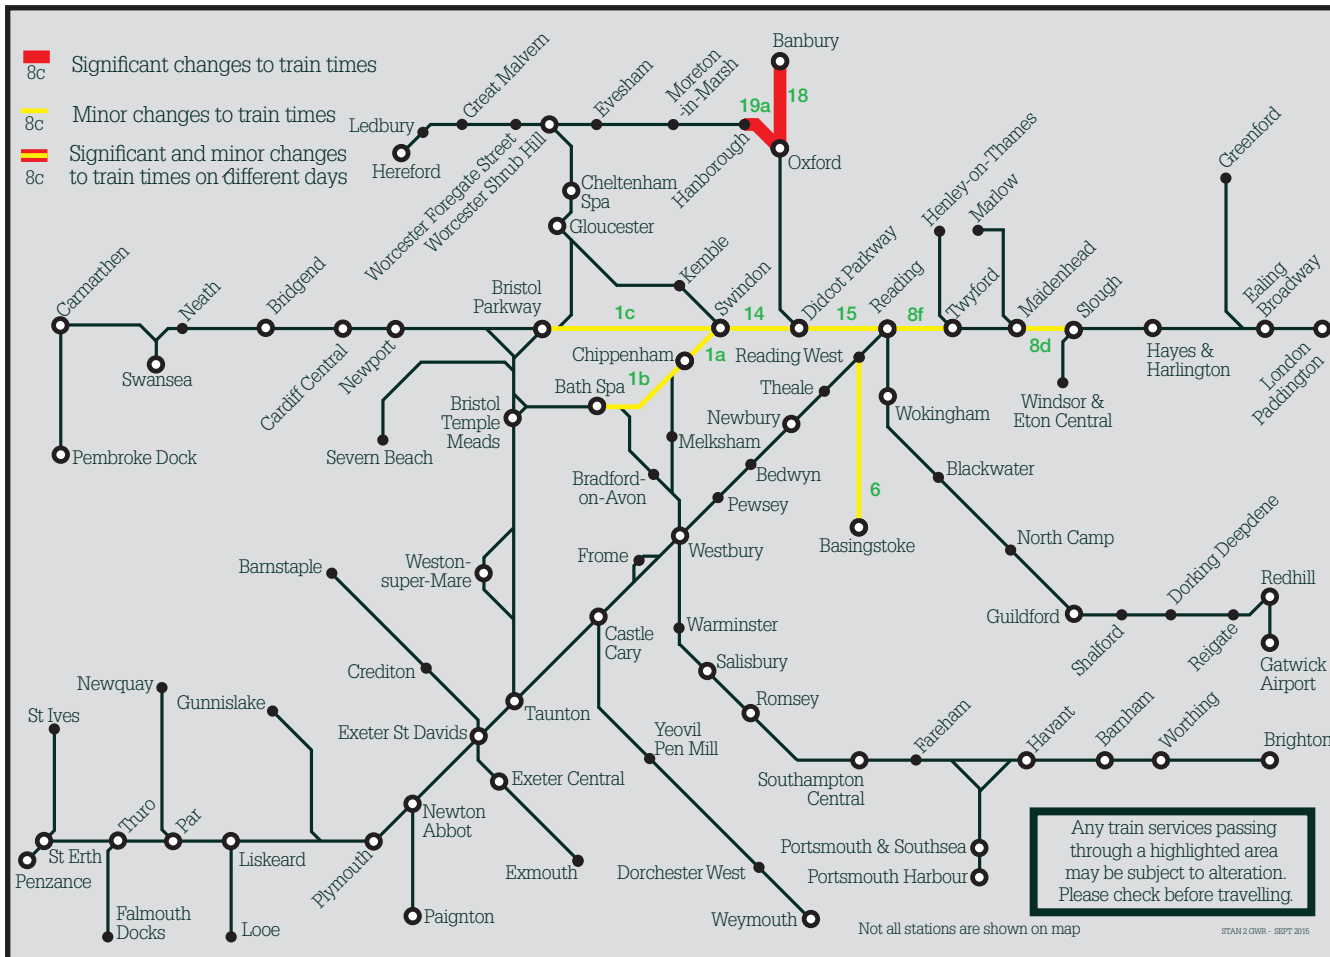 8c
Significant changes to train times
8c
Minor changes to train times
8c
Significant and minor changes
to train times on different days
Banbury
18
19a
Oxford
Hanborough
Moreton
-in-Marsh
Evesham
Great Malvern
Ledbury
Hereford
Worcester Foregate Street
Worcester Shrub Hill
Cheltenham
Spa
Gloucester
Kemble
Swindon
Didcot Parkway
Reading
Henley-on-Thames
Marlow
Twyford
Maidenhead
Slough
Greenford
Ealing
Broadway
London
Paddington
Hayes &
Harlington
Windsor &
Eton Central
Carmarthen
Neath
Bridgend
Swansea
Cardiff Central
Newport
Bristol
Parkway
1c
14
15
8f
8d
Pembroke Dock
Severn Beach
Bristol
Temple
Meads
Bath Spa
1b
Chippenham
1a
Reading West
Theale
Newbury
Bedwyn
Pewsey
6
Basingstoke
Wokingham
Blackwater
North Camp
Guildford
Shalford
Dorking Deepdene
Reigate
Redhill
Gatwick
Airport
Melksham
Bradford-
on-Avon
Westbury
Frome
Weston-
super-Mare
Castle
Cary
Warminster
Salisbury
Romsey
Southampton
Central
Fareham
Havant
Barnham
Worthing
Brighton
Portsmouth & Southsea
Portsmouth Harbour
Barnstaple
Crediton
Newquay
Gunnislake
St Ives
Exeter St Davids
Taunton
Exeter Central
Exmouth
Yeovil
Pen Mill
Dorchester West
Weymouth
Newton
Abbot
Paignton
Plymouth
Liskeard
Looe
Par
Truro
St Erth
Penzance
Falmouth
Docks
Any train services passing
through a highlighted area
may be subject to alteration.
Please check before travelling.
Not all stations are shown on map
STAN 2 GWR - SEPT 2015